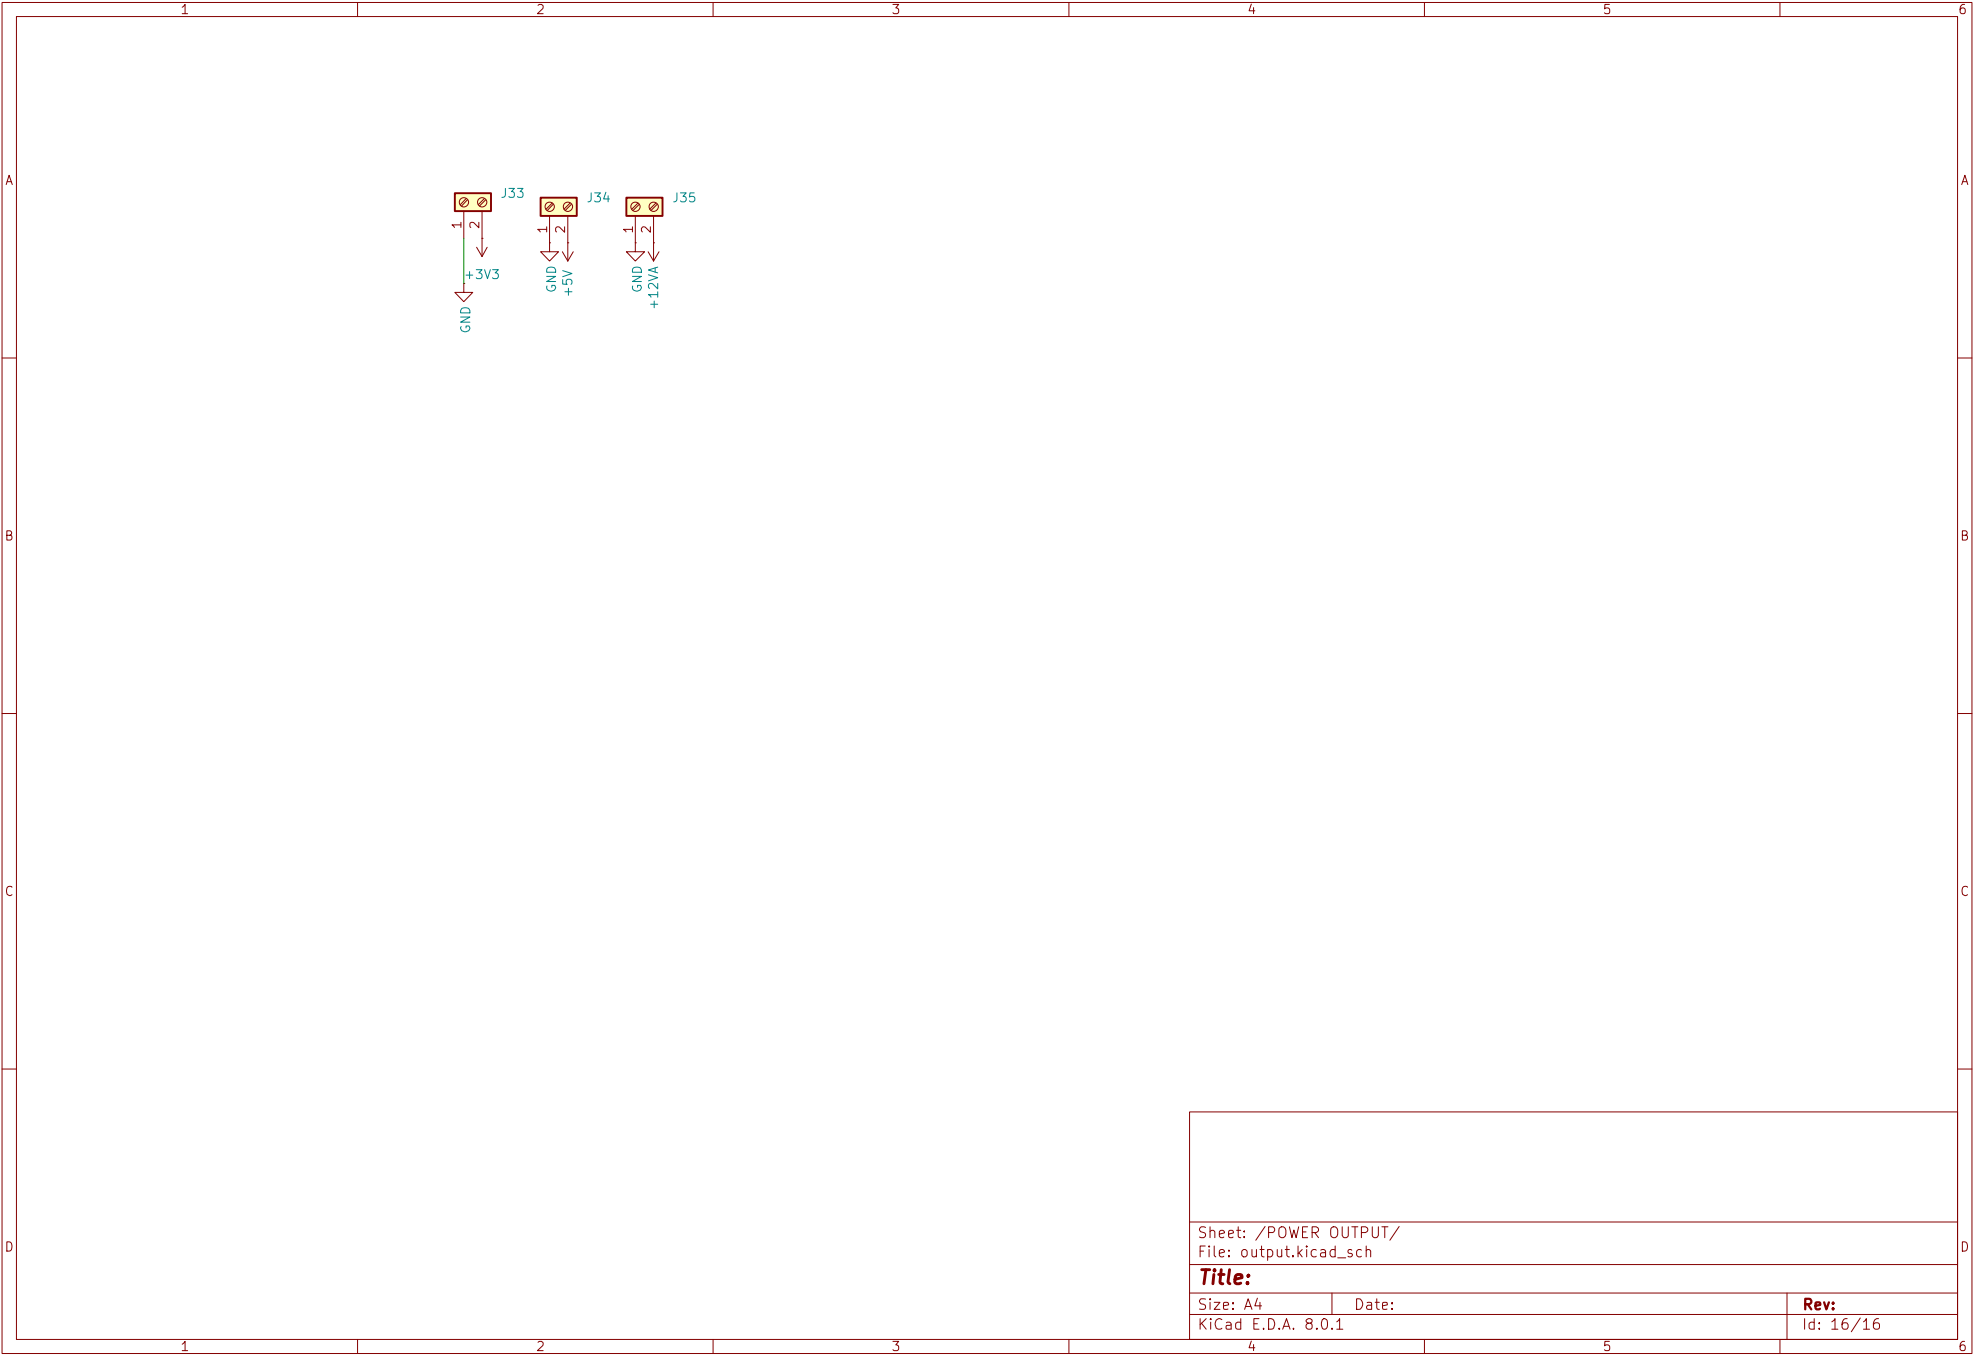 1 2 3 4 5 6
A A
J33
J34
J35
1 2
1 2
1 2
+3V3
GND
GND
+5V
GND
+12VA
B B
C C
Sheet: /POWER OUTPUT/
File: output.kicad_sch
D D
Title:
Size: A4 Date: Rev:
KiCad E.D.A. 8.0.1 Id: 16/16
1 2 3 4 5 6